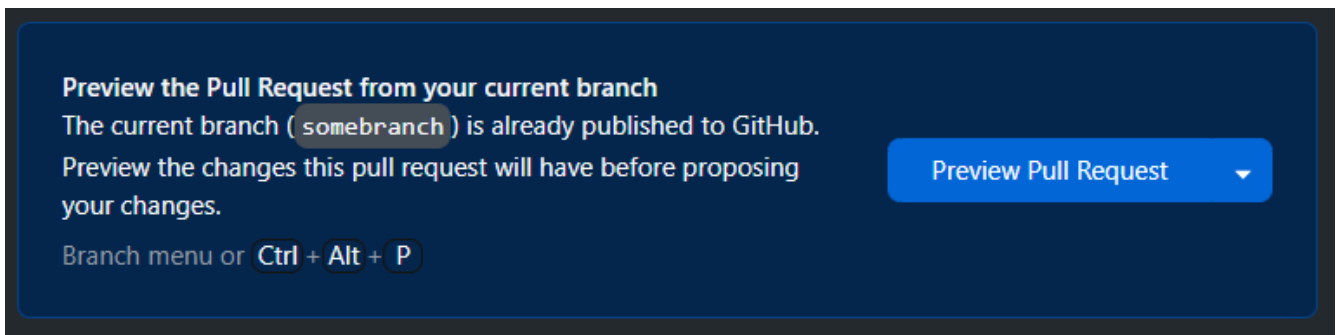 Preview the Pull Request from your current branch
The current branch ( somebranch ) is already published to GitHub.
Preview the changes this pull request will have before proposing
your changes.
Preview Pull Request
Branch menu or Ctrl + Alt + P